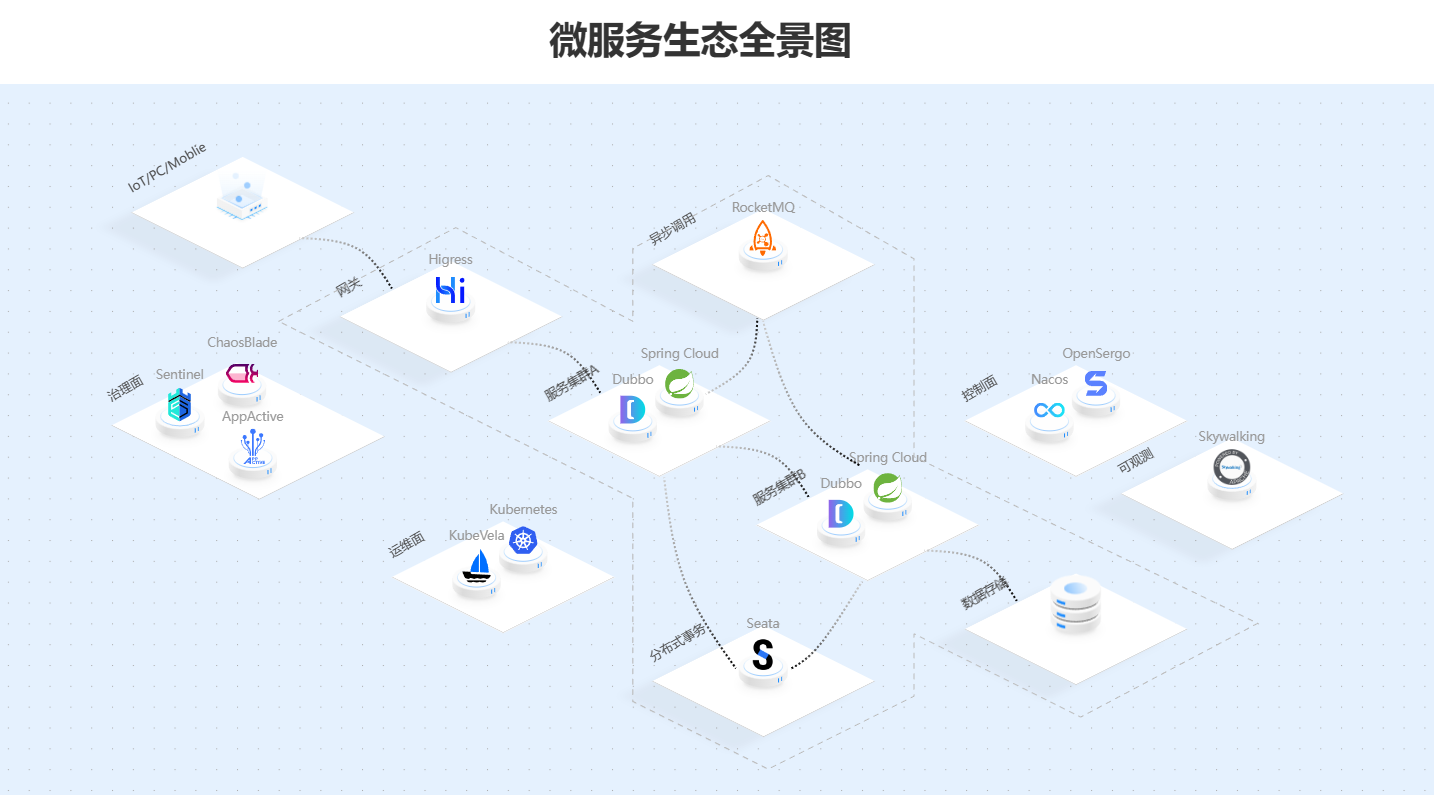 微服务生态全景图
IoT/PC/Moblie
异步调用
RocketMQ
网关
Higress
治理面
ChaosBlade
Sentinel
AppActive
服务集群A
Spring Cloud
Dubbo
控制面
OpenSergo
Nacos
可观测
Skywalking
服务集群B
Spring Cloud
Dubbo
运维面
Kubernetes
KubeVela
数据存储
分布式事务
Seata